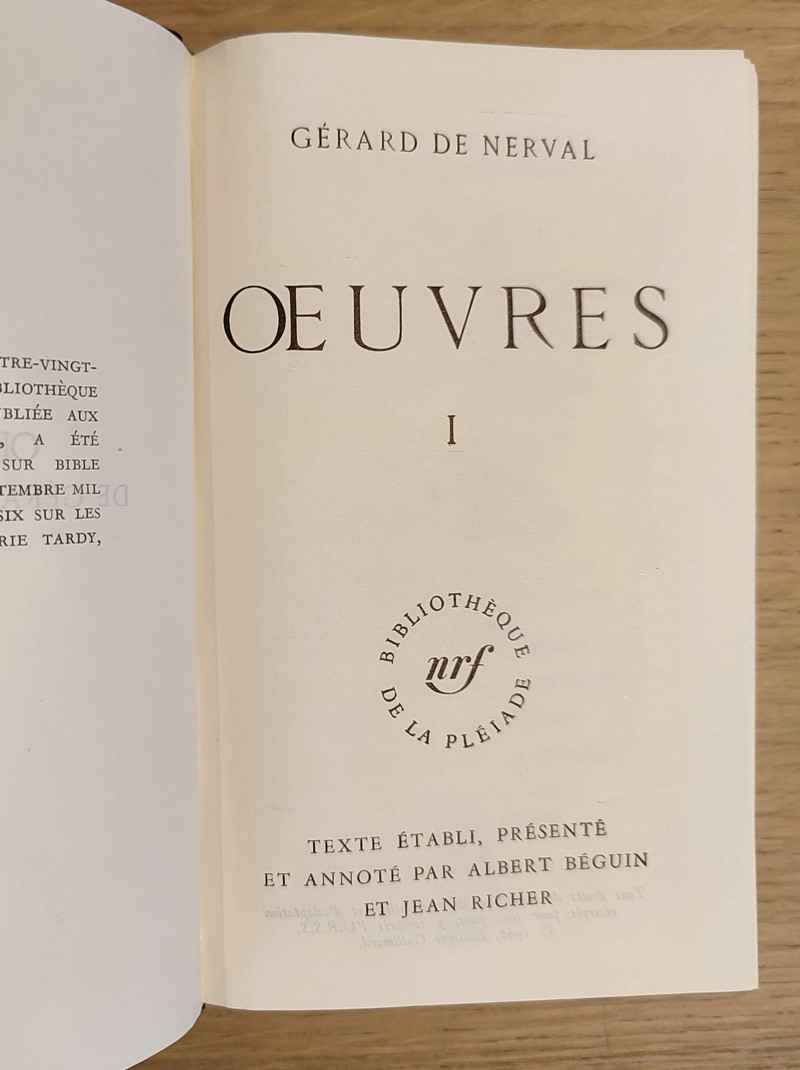 TRE-VINGT-
BLIOTHÈQUE
UBLIÉE AUX
, A ÉTÉ
SUR BIBLE
TEMBRE MIL
SIX SUR LES
RIE TARDY,
GÉRARD DE NERVAL
ŒUVRES
I
BIBLIOTHÈQUE
nrf
DE LA PLÉIADE
TEXTE ÉTABLI, PRÉSENTÉ
ET ANNOTÉ PAR ALBERT BÉGUIN
ET JEAN RICHER